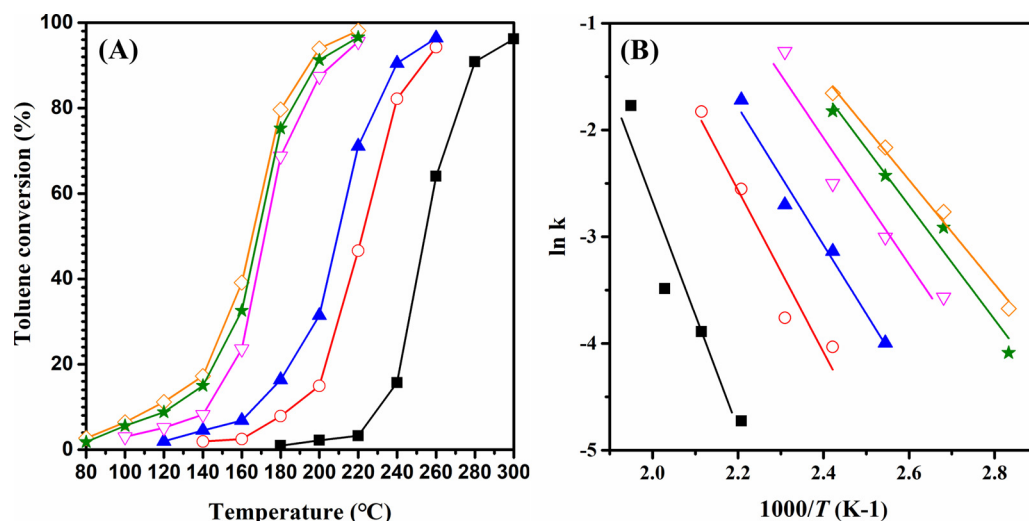 (A)
Toluene conversion (%)
100
80
60
40
20
0
80 100 120 140 160 180 200 220 240 260 280 300
Temperature (°C)
(B)
ln k
-1
-2
-3
-4
-5
2.0 2.2 2.4 2.6 2.8
1000/T (K-1)